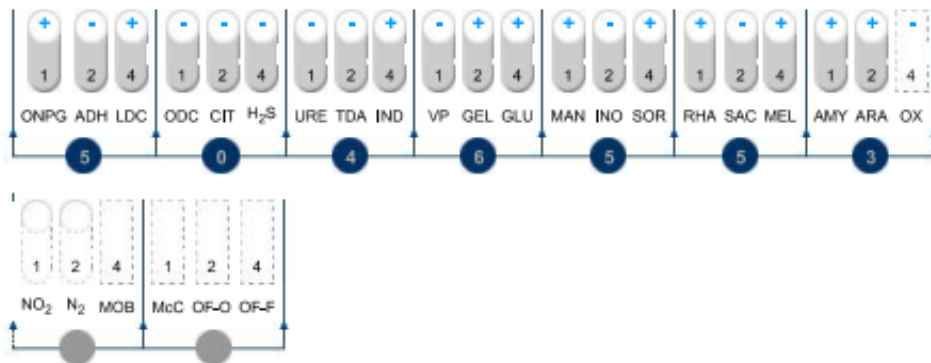 + - + - - - - - + - + + + - + + - + + + -
1 2 4 1 2 4 1 2 4 1 2 4 1 2 4 1 2 4 1 2 4
ONPG ADH LDC ODC CIT H₂S URE TDA IND VP GEL GLU MAN INO SOR RHA SAC MEL AMY ARA OX
5 0 4 6 5 5 3
1 2 4 1 2 4
NO₂ N₂ MOB McC OF-O OF-F